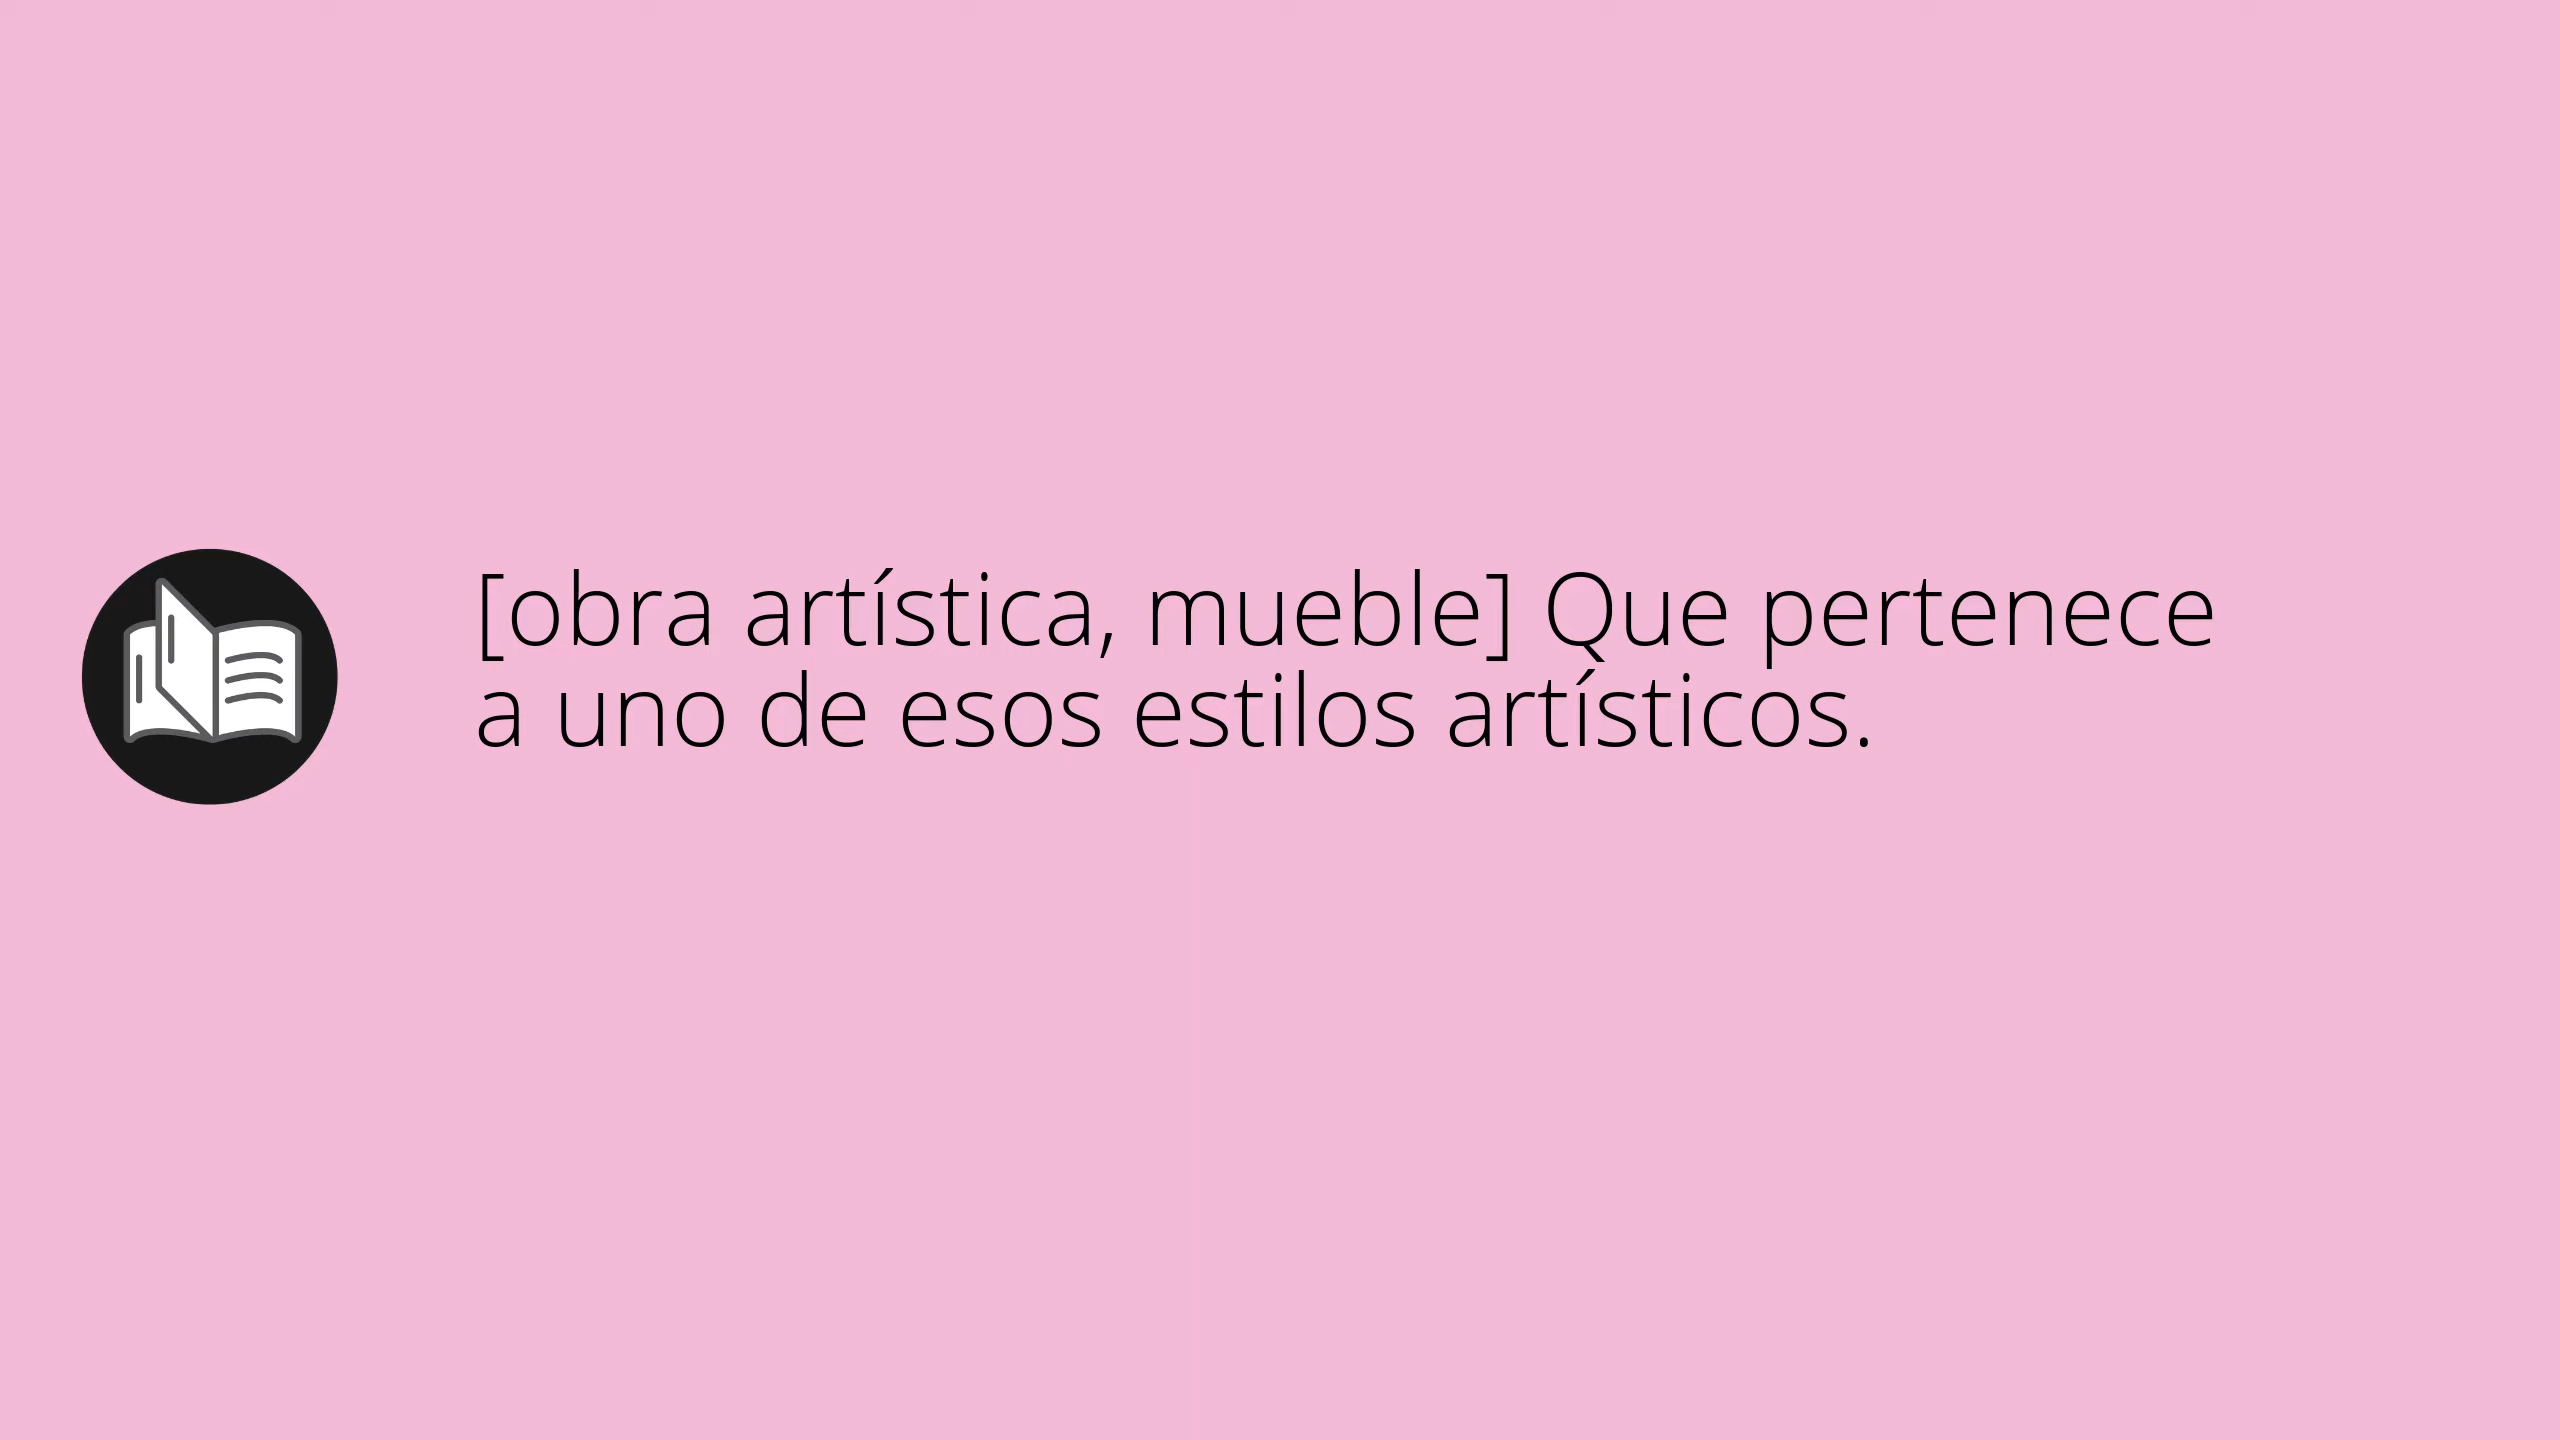 [obra artística, mueble] Que pertenece
a uno de esos estilos artísticos.